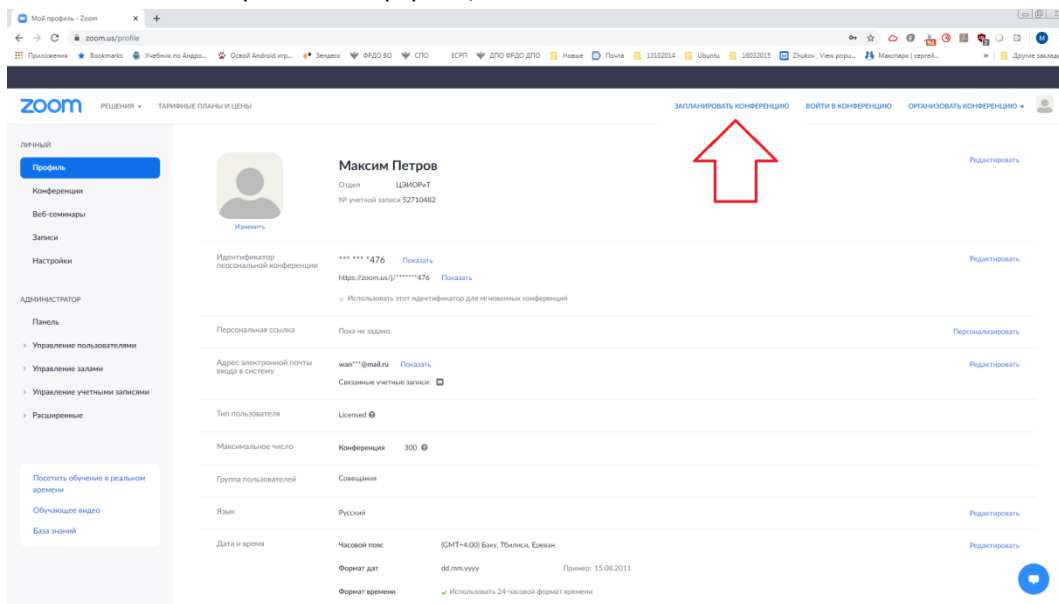 Мой профиль - Zoom
zoom.us/profile
Приложения Bookmarks Учебник по Андро... Освой Android игр... Зендеск ФРДО ВО СПО ЕСРП ДПО ФРДО ДПО Новые Почта 13102014 Ubuntu 16032015 Zhukov , View popu... Макспарк | сергей... » Другие заклад
zoom РЕШЕНИЯ ТАРИФНЫЕ ПЛАНЫ И ЦЕНЫ ЗАПЛАНИРОВАТЬ КОНФЕРЕНЦИЮ ВОЙТИ В КОНФЕРЕНЦИЮ ОРГАНИЗОВАТЬ КОНФЕРЕНЦИЮ
ЛИЧНЫЙ
Профиль
Конференции
Веб-семинары
Записи
Настройки
АДМИНИСТРАТОР
Панель
Управление пользователями
Управление залами
Управление учетными записями
Расширенные
Посетить обучение в реальном
времени
Обучающее видео
База знаний
Изменить
Максим Петров Редактировать
Отдел ЦЭИОРиТ
№ учетной записи 52710482
Идентификатор
персональной конференции
*** *** *476 Показать Редактировать
https://zoom.us/j/*******476 Показать
× Использовать этот идентификатор для мгновенных конференций
Персональная ссылка Пока не задано. Персонализировать
Адрес электронной почты
входа в систему
wan***@mail.ru Показать Редактировать
Связанные учетные записи:
Тип пользователя Licensed
Максимальное число Конференция 300
Группа пользователей Совещания
Язык Русский Редактировать
Дата и время Часовой пояс (GMT+4:00) Баку, Тбилиси, Ереван Редактировать
Формат дат dd.mm.yyyy Пример: 15.08.2011
Формат времени Использовать 24-часовой формат времени